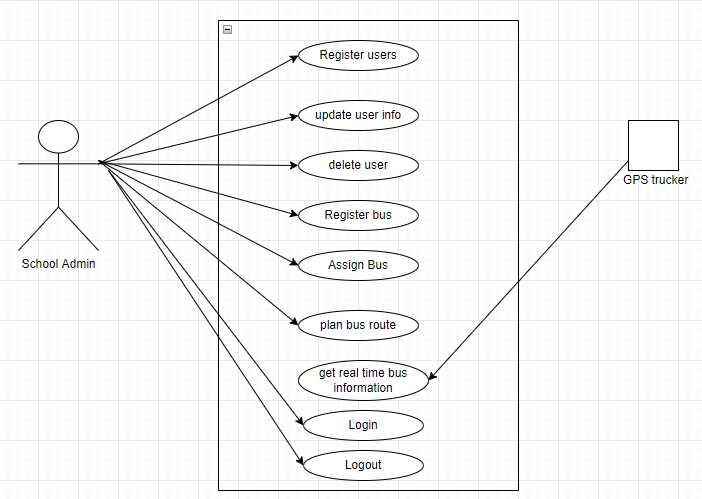 Register users
update user info
delete user
GPS trucker
Register bus
School Admin
Assign Bus
plan bus route
get real time bus
information
Login
Logout